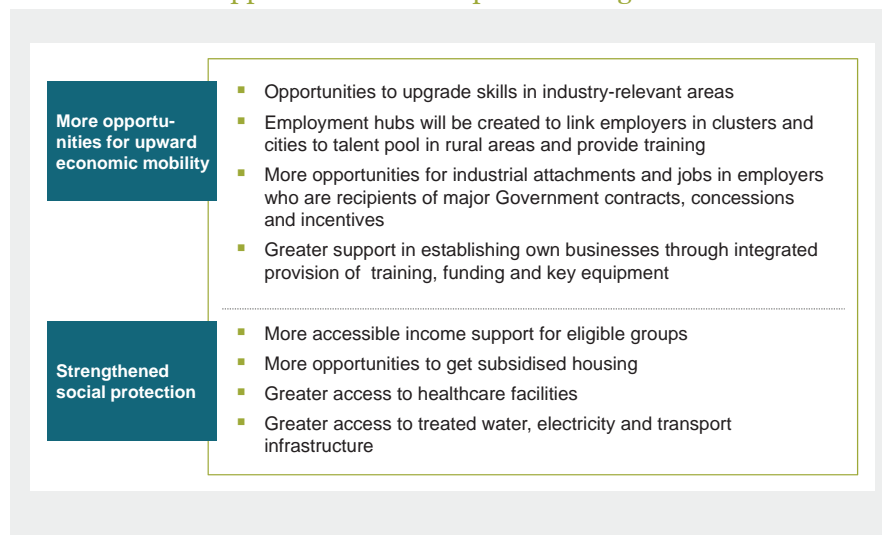 More opportu-
nities for upward
economic mobility
▪ Opportunities to upgrade skills in industry-relevant areas
▪ Employment hubs will be created to link employers in clusters and
cities to talent pool in rural areas and provide training
▪ More opportunities for industrial attachments and jobs in employers
who are recipients of major Government contracts, concessions
and incentives
▪ Greater support in establishing own businesses through integrated
provision of training, funding and key equipment
Strengthened
social protection
▪ More accessible income support for eligible groups
▪ More opportunities to get subsidised housing
▪ Greater access to healthcare facilities
▪ Greater access to treated water, electricity and transport
infrastructure